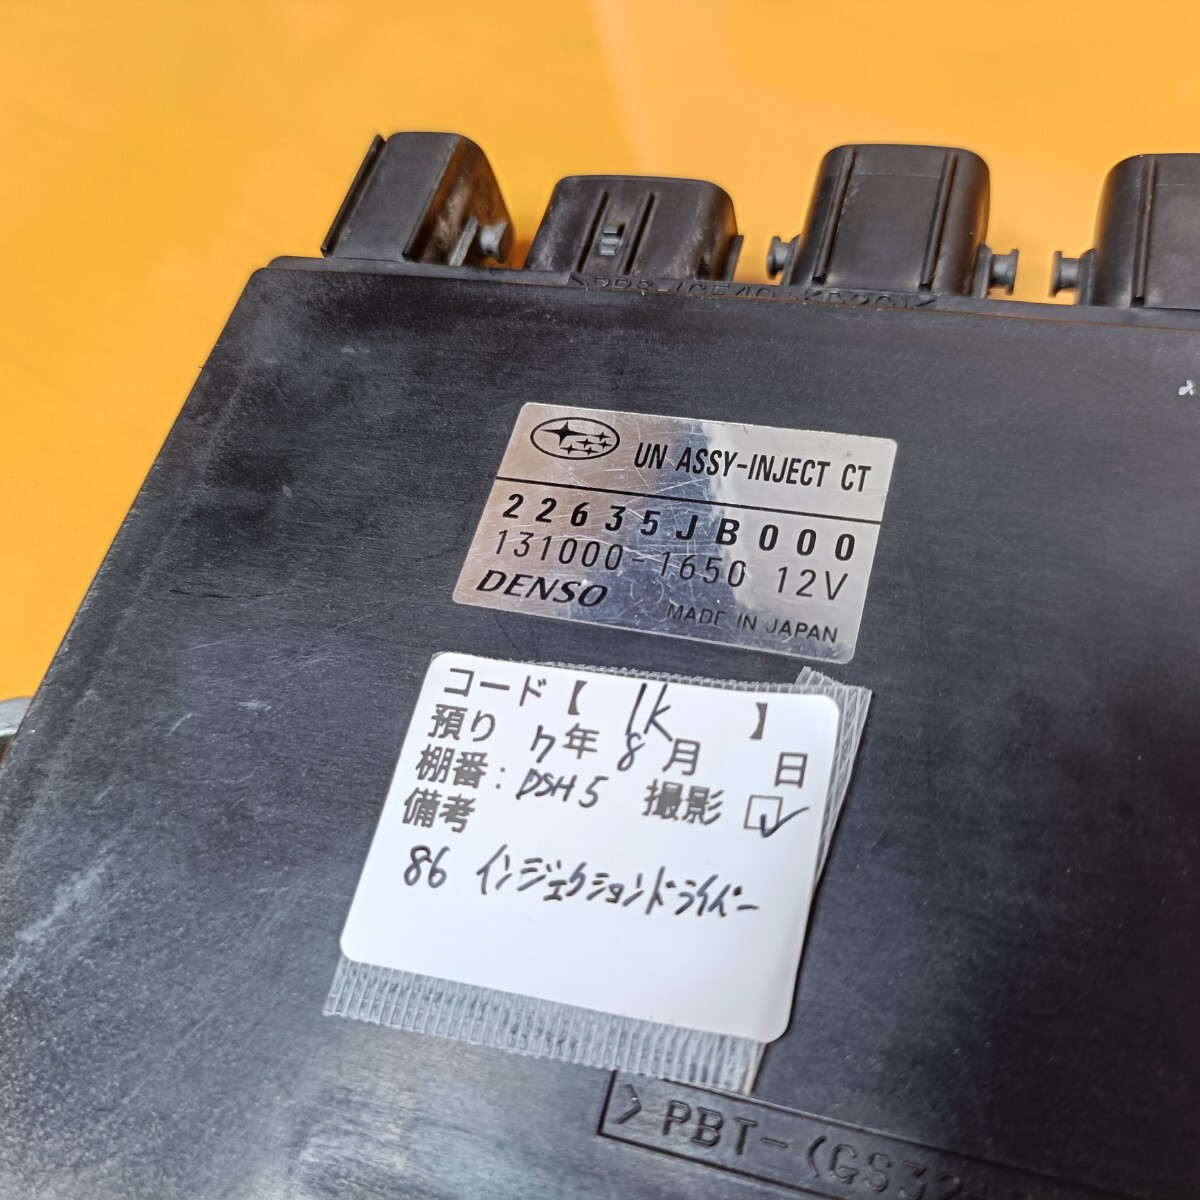 UN ASSY-INJECT CT
22635JB000
131000-1650 12V
DENSO MADE IN JAPAN
コード【 1K 】
預り 7年 8月 日
棚番: DSH5 撮影 ☑
備考
86 インジェクションドライバー
>PBT-(GS32